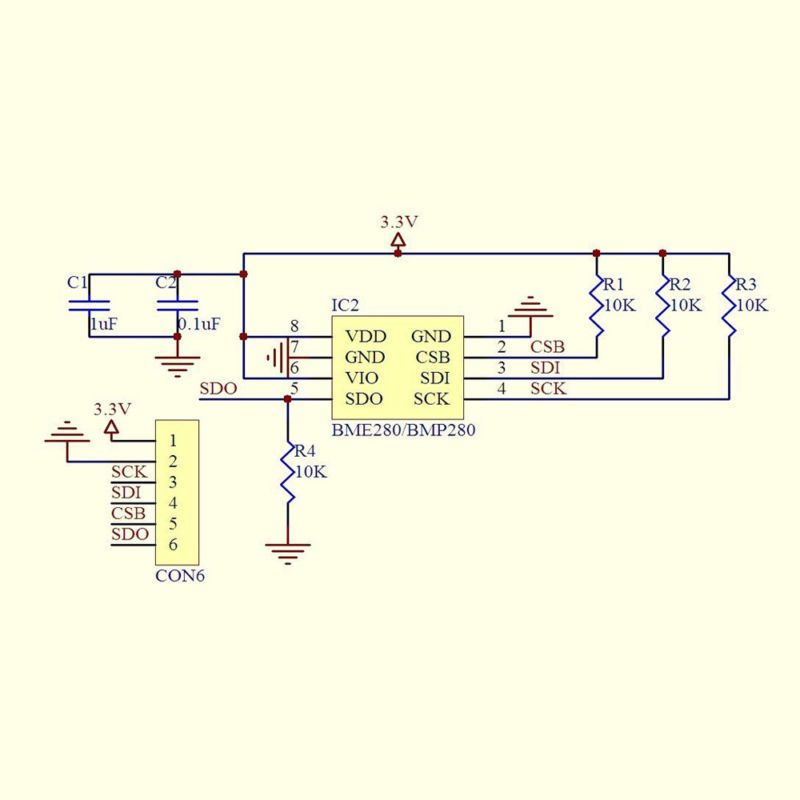 3.3V
C1
C2
R1
R2
R3
1uF
0.1uF
10K
10K
10K
IC2
8
VDD
GND
1
7
GND
CSB
2
CSB
6
VIO
SDI
3
SDI
SDO
5
SDO
SCK
4
SCK
BME280/BMP280
3.3V
R4
10K
1
2
SCK
3
SDI
4
CSB
5
SDO
6
CON6